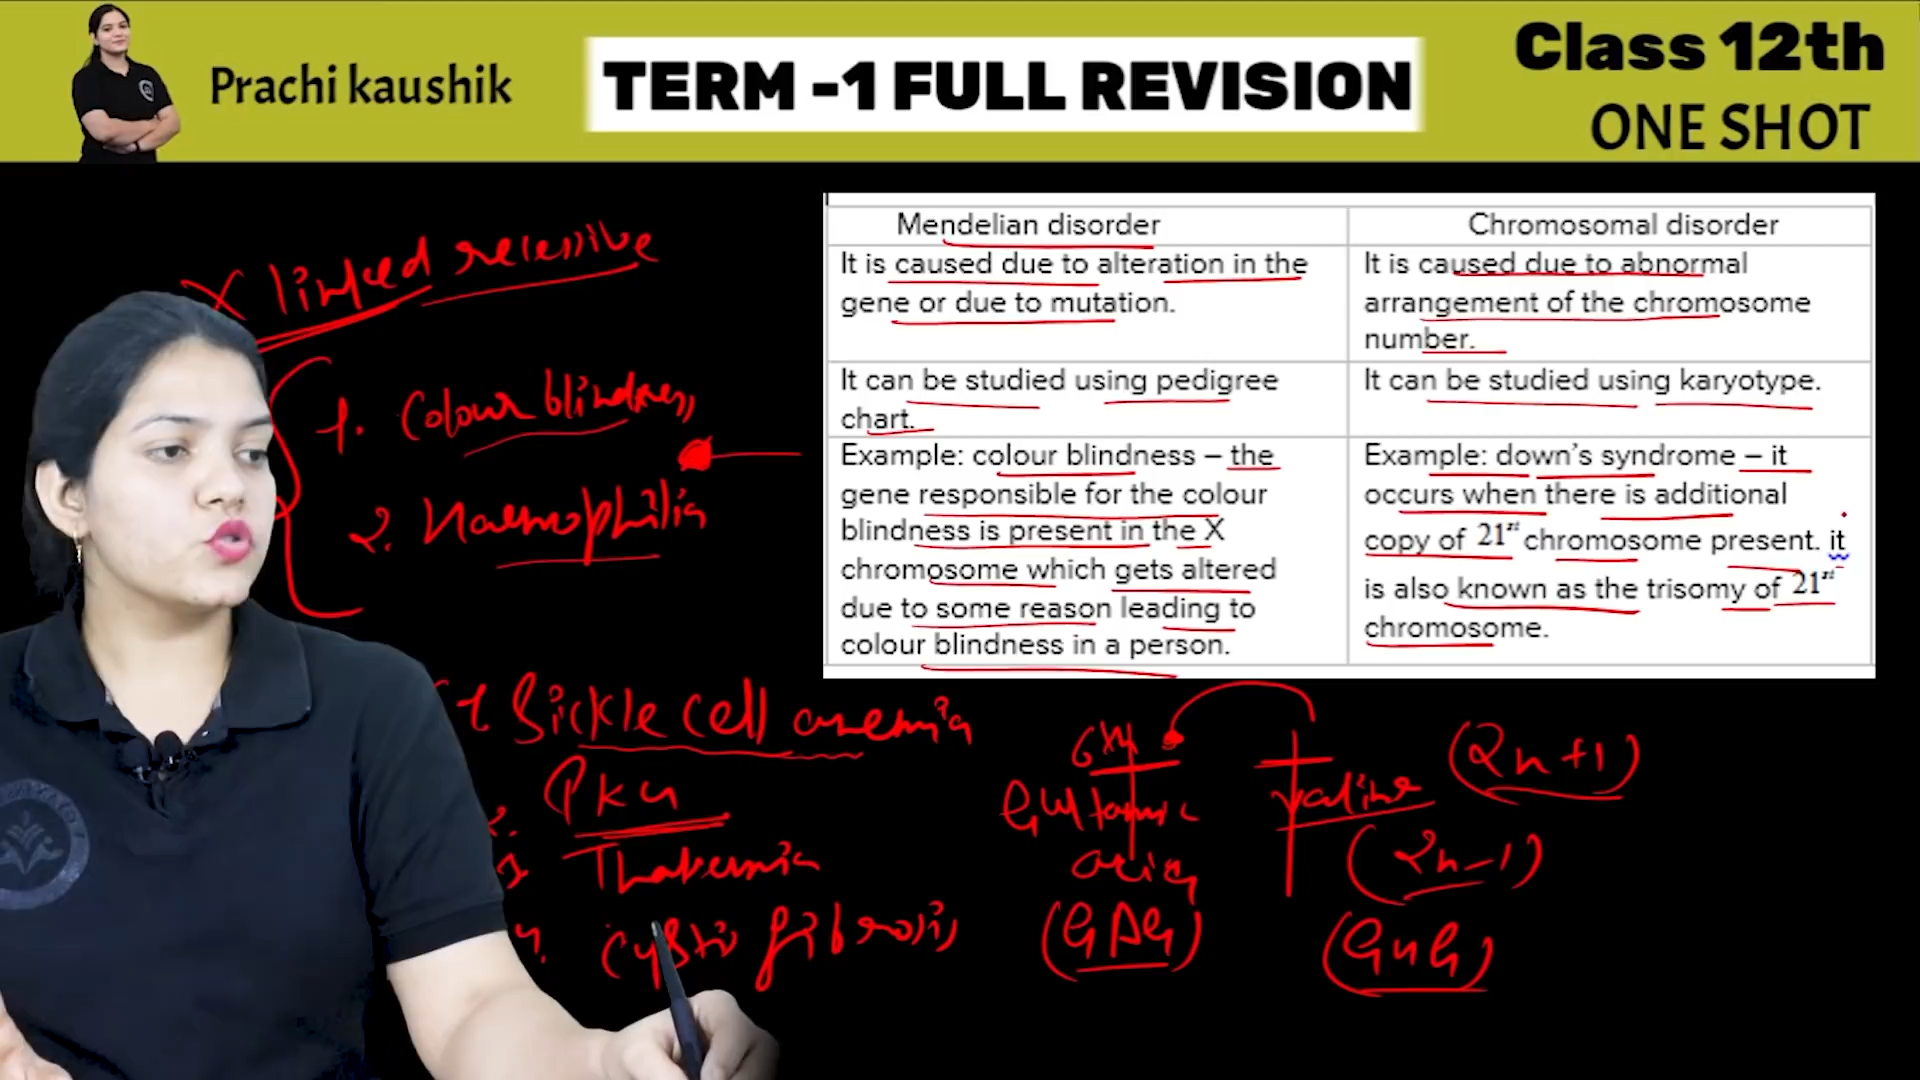 Prachi kaushik
TERM -1 FULL REVISION
Class 12th
ONE SHOT
X linked recessive
1. Colour blindness,
2. Haemophilia
Mendelian disorder
Chromosomal disorder
It is caused due to alteration in the
gene or due to mutation.
It is caused due to abnormal
arrangement of the chromosome
number.
It can be studied using pedigree
chart.
It can be studied using karyotype.
Example: colour blindness – the
gene responsible for the colour
blindness is present in the X
chromosome which gets altered
due to some reason leading to
colour blindness in a person.
Example: down's syndrome – it
occurs when there is additional
copy of 21st chromosome present. it
is also known as the trisomy of 21st
chromosome.
Sickle cell anemia
PKU
Cystic fibrosis
6th
acid
(GAG)
Valine
(GUG)
(2n+1)
(2n-1)